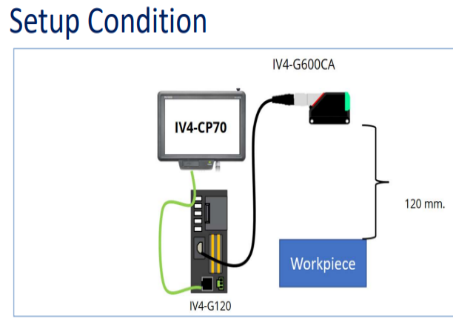 Setup Condition
IV4-G600CA
IV4-CP70
120 mm.
Workpiece
IV4-G120